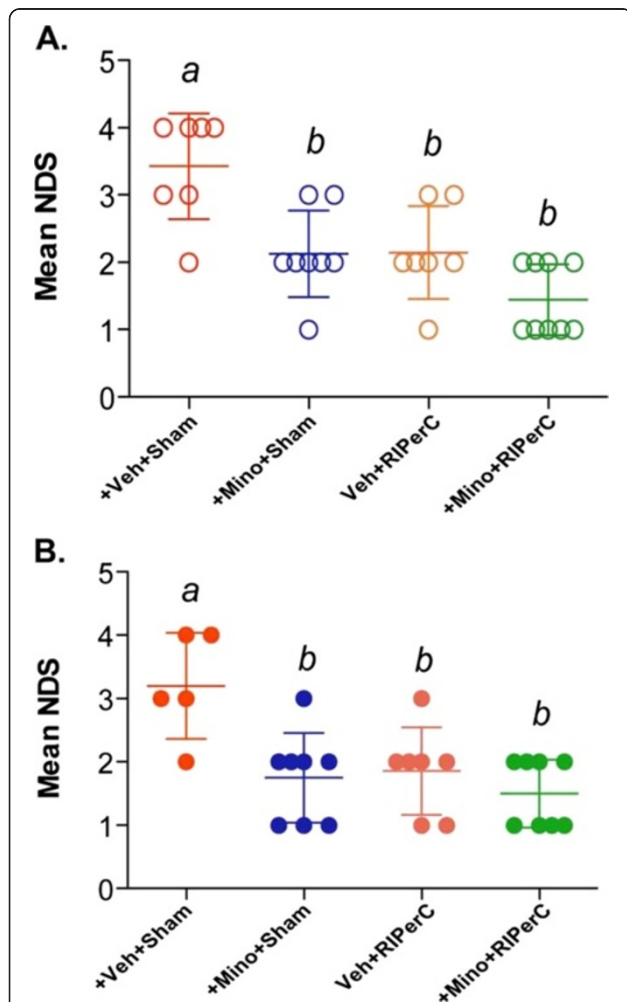 A.
Mean NDS
5
4
3
2
1
0
a
b
b
b
+Veh+Sham
+Mino+Sham
Veh+RIPerC
+Mino+RIPerC
B.
Mean NDS
5
4
3
2
1
0
a
b
b
b
+Veh+Sham
+Mino+Sham
Veh+RIPerC
+Mino+RIPerC